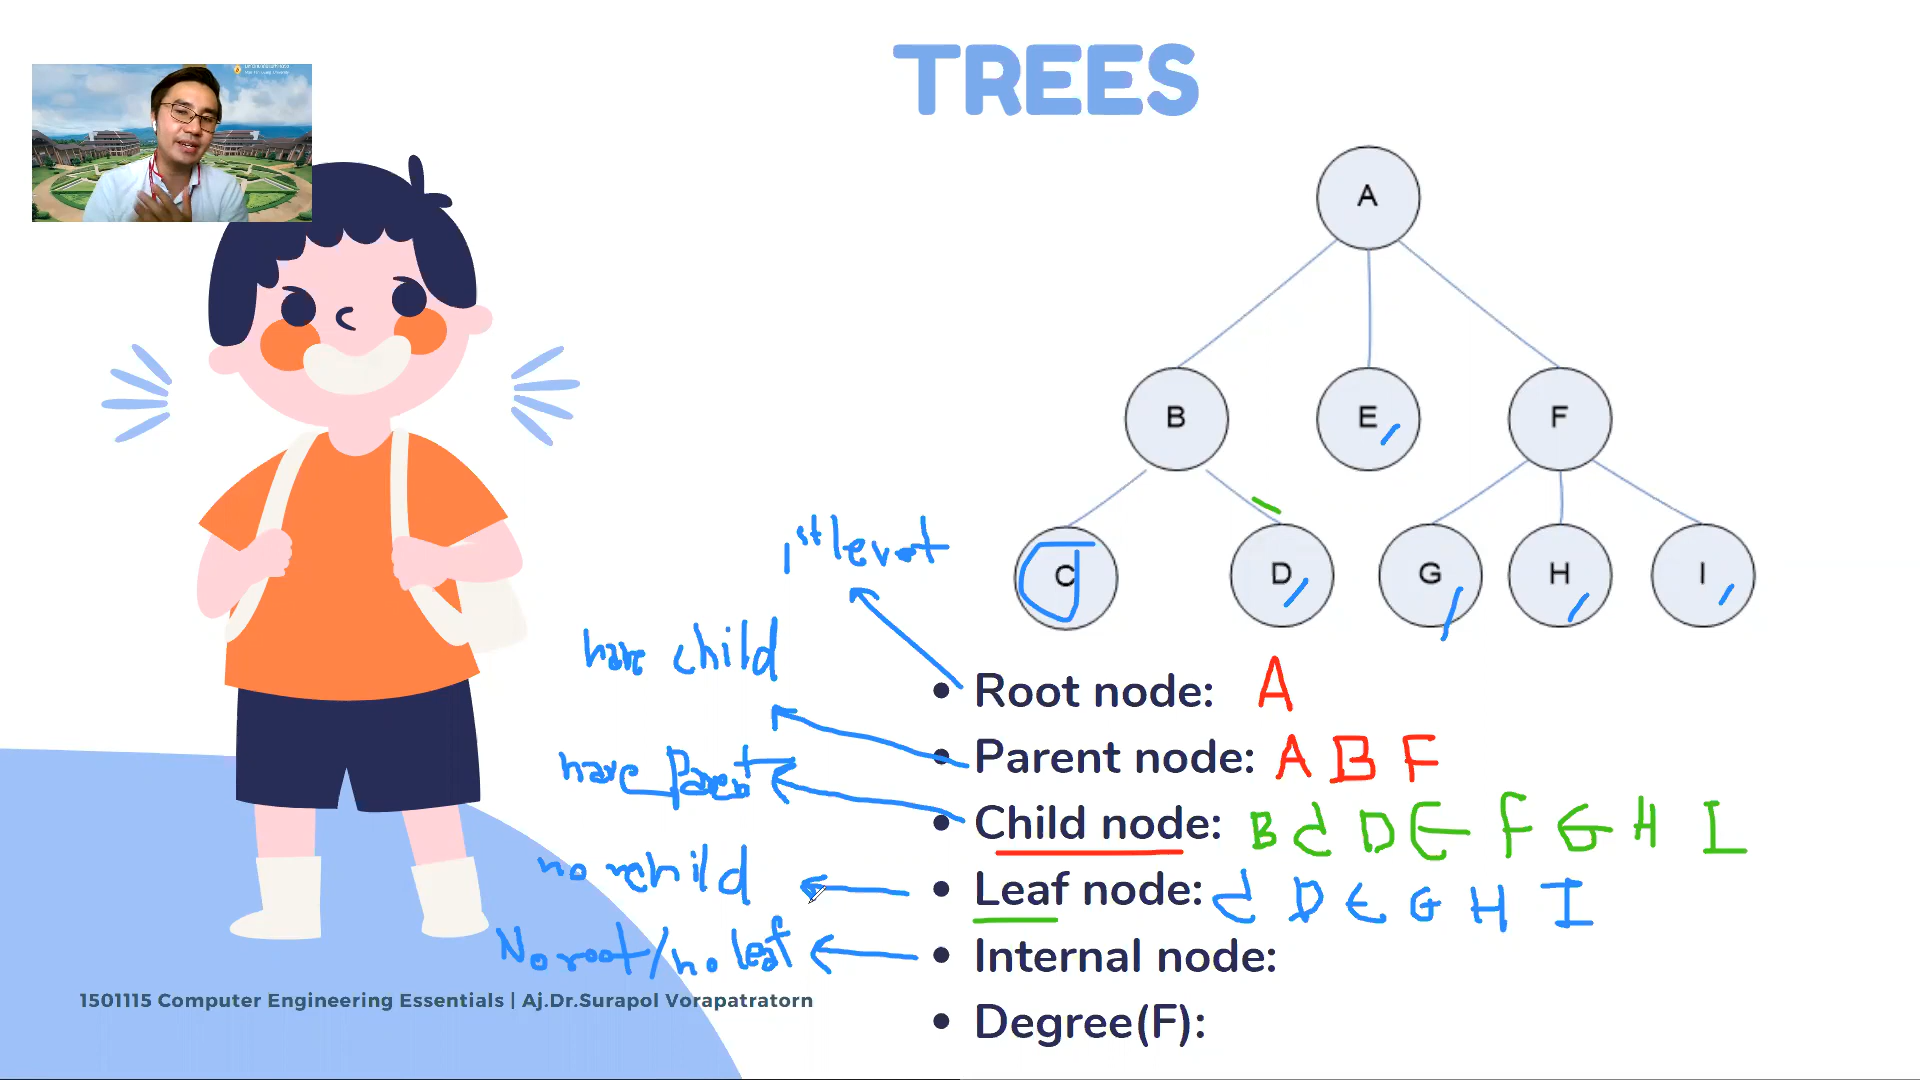 TREES
A
B
E
F
C
D
G
H
I
1st level
have child
have Parent
no child
No root/no leaf
Root node: A
Parent node: A B F
Child node: B C D E F G H I
Leaf node: C D E G H I
Internal node:
Degree(F):
1501115 Computer Engineering Essentials | Aj.Dr.Surapol Vorapatratorn